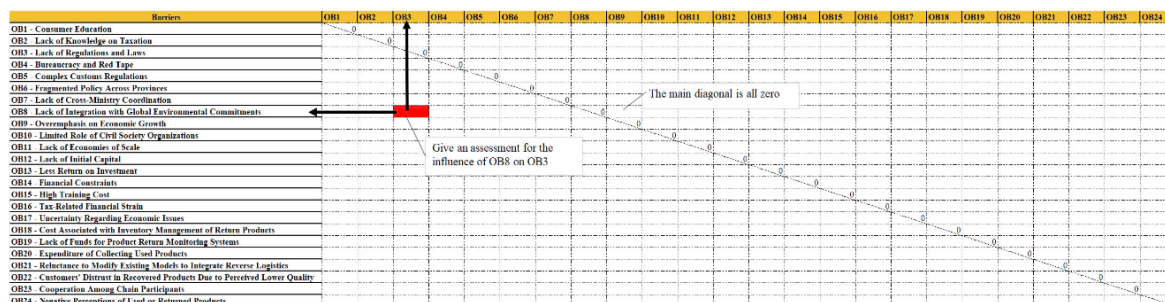 Barriers OB1 OB2 OB3 OB4 OB5 OB6 OB7 OB8 OB9 OB10 OB11 OB12 OB13 OB14 OB15 OB16 OB17 OB18 OB19 OB20 OB21 OB22 OB23 OB24
OB1 - Consumer Education 0
OB2 - Lack of Knowledge on Taxation 0
OB3 - Lack of Regulations and Laws 0
OB4 - Bureaucracy and Red Tape 0
OB5 - Complex Customs Regulations 0
OB6 - Fragmented Policy Across Provinces 0
OB7 - Lack of Cross-Ministry Coordination 0
The main diagonal is all zero
OB8 - Lack of Integration with Global Environmental Commitments 0
OB9 - Overemphasis on Economic Growth 0
OB10 - Limited Role of Civil Society Organizations 0
OB11 - Lack of Economies of Scale 0
Give an assessment for the
influence of OB8 on OB3
OB12 - Lack of Initial Capital 0
OB13 - Less Return on Investment 0
OB14 - Financial Constraints 0
OB15 - High Training Cost 0
OB16 - Tax-Related Financial Strain 0
OB17 - Uncertainty Regarding Economic Issues 0
OB18 - Cost Associated with Inventory Management of Return Products 0
OB19 - Lack of Funds for Product Return Monitoring Systems 0
OB20 - Expenditure of Collecting Used Products 0
OB21 - Reluctance to Modify Existing Models to Integrate Reverse Logistics 0
OB22 - Customers' Distrust in Recovered Products Due to Perceived Lower Quality 0
OB23 - Cooperation Among Chain Participants 0
OB24 - Negative Perceptions of Used or Returned Products